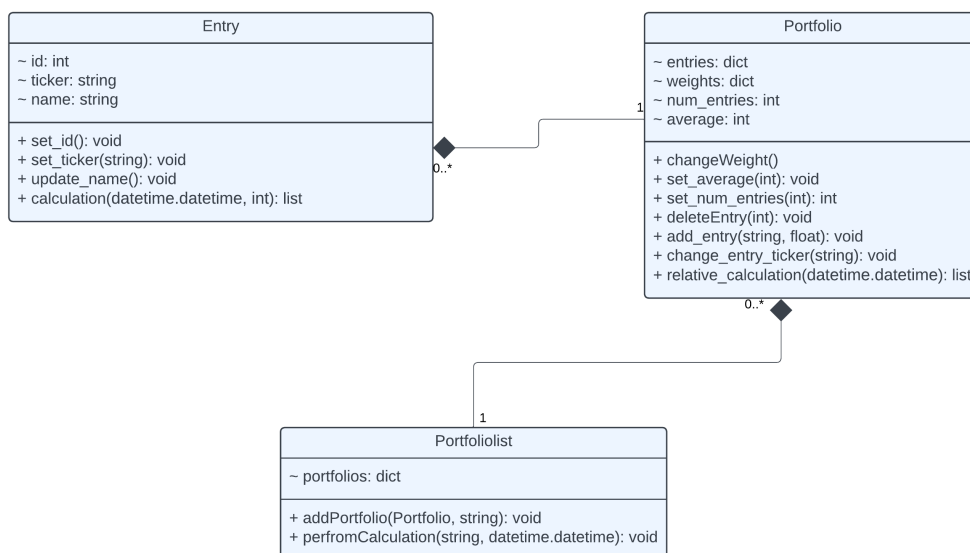 Entry
~ id: int
~ ticker: string
~ name: string
+ set_id(): void
+ set_ticker(string): void
+ update_name(): void
+ calculation(datetime.datetime, int): list
0..*
1
Portfolio
~ entries: dict
~ weights: dict
~ num_entries: int
~ average: int
+ changeWeight()
+ set_average(int): void
+ set_num_entries(int): int
+ deleteEntry(int): void
+ add_entry(string, float): void
+ change_entry_ticker(string): void
+ relative_calculation(datetime.datetime): list
0..*
1
Portfoliolist
~ portfolios: dict
+ addPortfolio(Portfolio, string): void
+ perfromCalculation(string, datetime.datetime): void